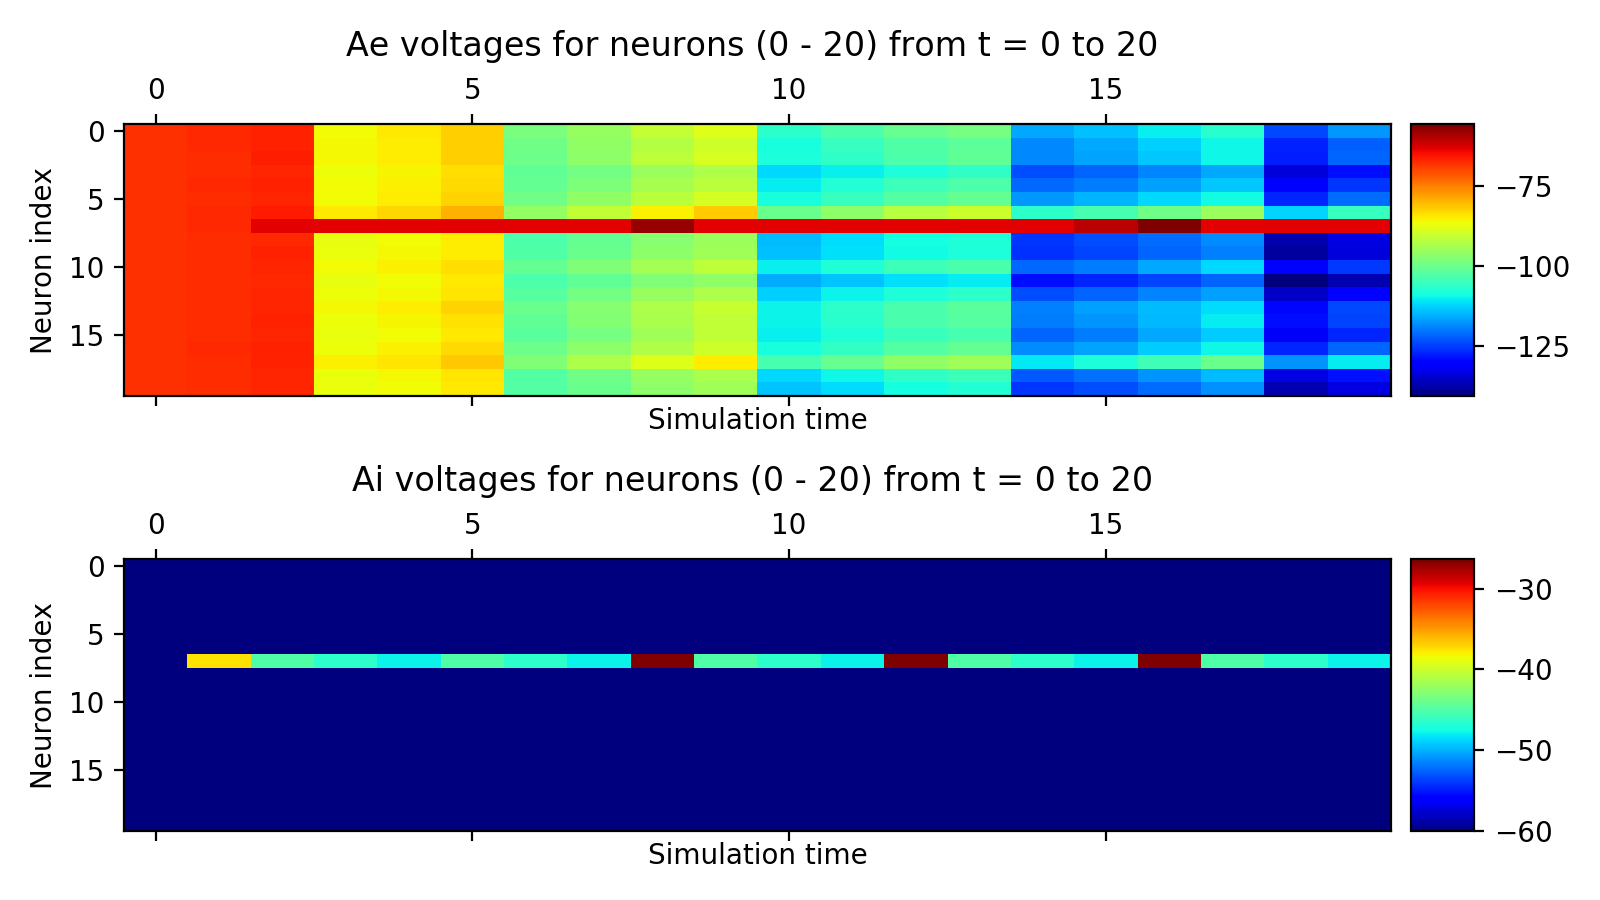 Ae voltages for neurons (0 - 20) from t = 0 to 20
0 5 10 15
Neuron index
0
5
10
15
−75
−100
−125
Simulation time
Ai voltages for neurons (0 - 20) from t = 0 to 20
0 5 10 15
Neuron index
0
5
10
15
−30
−40
−50
−60
Simulation time